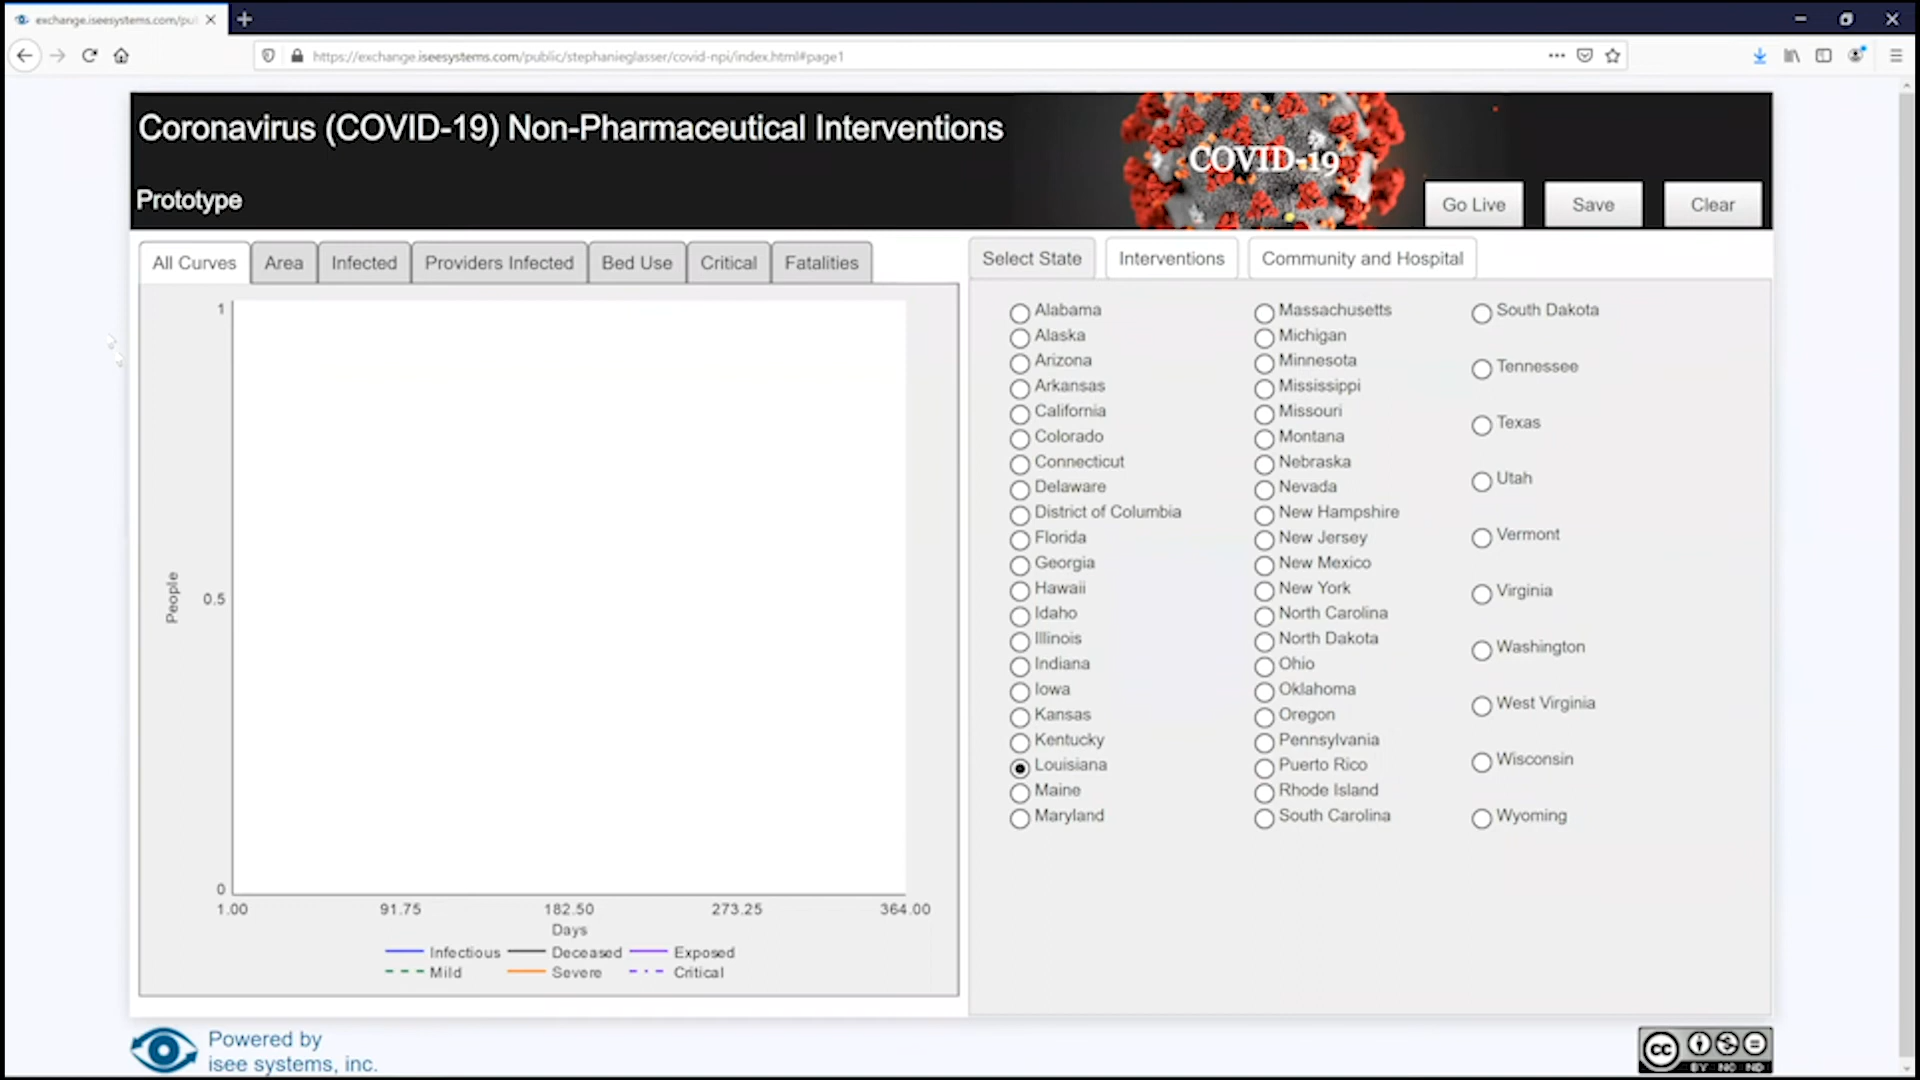 exchange.iseesystems.com/pu
https://exchange.iseesystems.com/public/stephanieglasser/covid-npi/index.html#page1
Coronavirus (COVID-19) Non-Pharmaceutical Interventions
COVID-19
Prototype
Go Live
Save
Clear
All Curves
Area
Infected
Providers Infected
Bed Use
Critical
Fatalities
1
People
0.5
0
1.00
91.75
182.50
273.25
364.00
Days
Infectious
Deceased
Exposed
Mild
Severe
Critical
Select State
Interventions
Community and Hospital
Alabama
Alaska
Arizona
Arkansas
California
Colorado
Connecticut
Delaware
District of Columbia
Florida
Georgia
Hawaii
Idaho
Illinois
Indiana
Iowa
Kansas
Kentucky
Louisiana
Maine
Maryland
Massachusetts
Michigan
Minnesota
Mississippi
Missouri
Montana
Nebraska
Nevada
New Hampshire
New Jersey
New Mexico
New York
North Carolina
North Dakota
Ohio
Oklahoma
Oregon
Pennsylvania
Puerto Rico
Rhode Island
South Carolina
South Dakota
Tennessee
Texas
Utah
Vermont
Virginia
Washington
West Virginia
Wisconsin
Wyoming
Powered by
isee systems, inc.
cc
BY NC ND